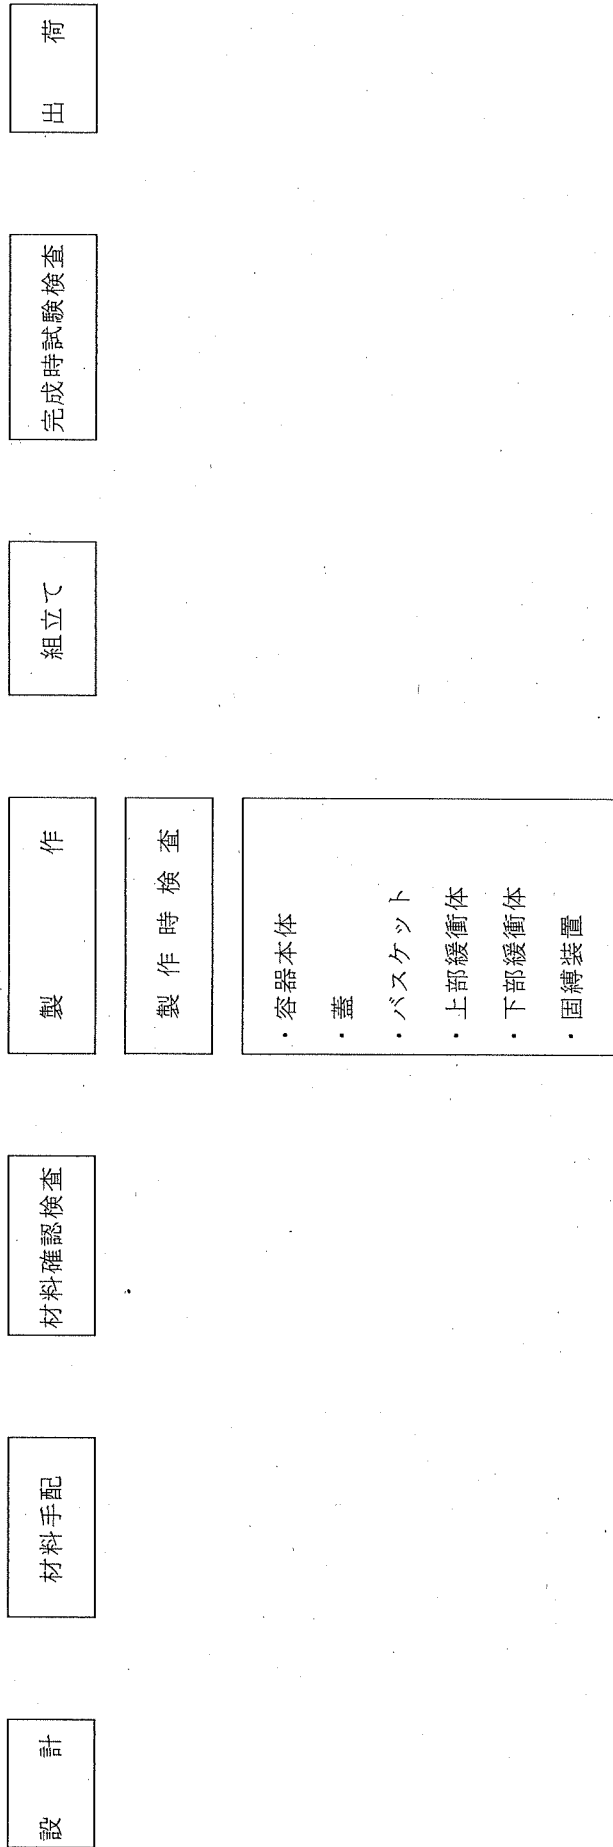 設計
材料手配
材料確認検査
製作
組立て
完成時試験検査
出荷
製作時検査
・容器本体
・蓋
・バスケット
・上部緩衝体
・下部緩衝体
・固縛装置